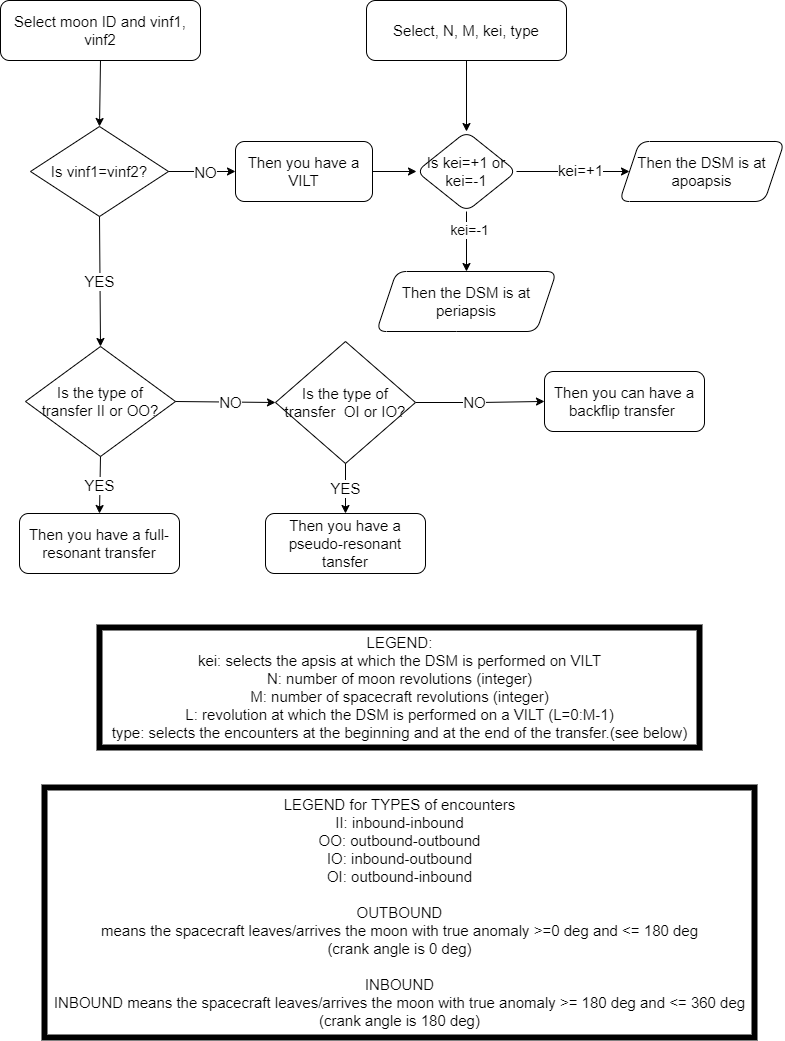 Select moon ID and vinf1,
vinf2
Select, N, M, kei, type
Is vinf1=vinf2?
NO
Then you have a
VILT
Is kei=+1 or
kei=-1
kei=+1
Then the DSM is at
apoapsis
kei=-1
Then the DSM is at
periapsis
YES
Is the type of
transfer II or OO?
NO
Is the type of
transfer  OI or IO?
NO
Then you can have a
backflip transfer
YES
YES
Then you have a full-
resonant transfer
Then you have a
pseudo-resonant
tansfer
LEGEND:
kei: selects the apsis at which the DSM is performed on VILT
N: number of moon revolutions (integer)
M: number of spacecraft revolutions (integer)
L: revolution at which the DSM is performed on a VILT (L=0:M-1)
type: selects the encounters at the beginning and at the end of the transfer.(see below)
LEGEND for TYPES of encounters
II: inbound-inbound
OO: outbound-outbound
IO: inbound-outbound
OI: outbound-inbound
OUTBOUND
means the spacecraft leaves/arrives the moon with true anomaly >=0 deg and <= 180 deg
(crank angle is 0 deg)
INBOUND
INBOUND means the spacecraft leaves/arrives the moon with true anomaly >= 180 deg and <= 360 deg
(crank angle is 180 deg)